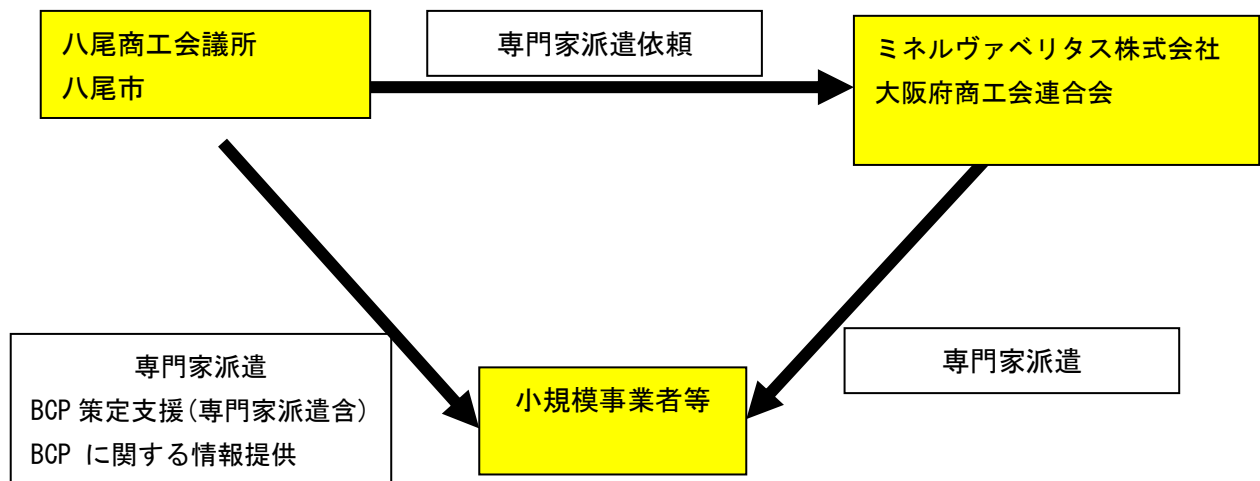 八尾商工会議所
八尾市
専門家派遣依頼
ミネルヴァベリタス株式会社
大阪府商工会連合会
専門家派遣
BCP 策定支援(専門家派遣含)
BCP に関する情報提供
小規模事業者等
専門家派遣